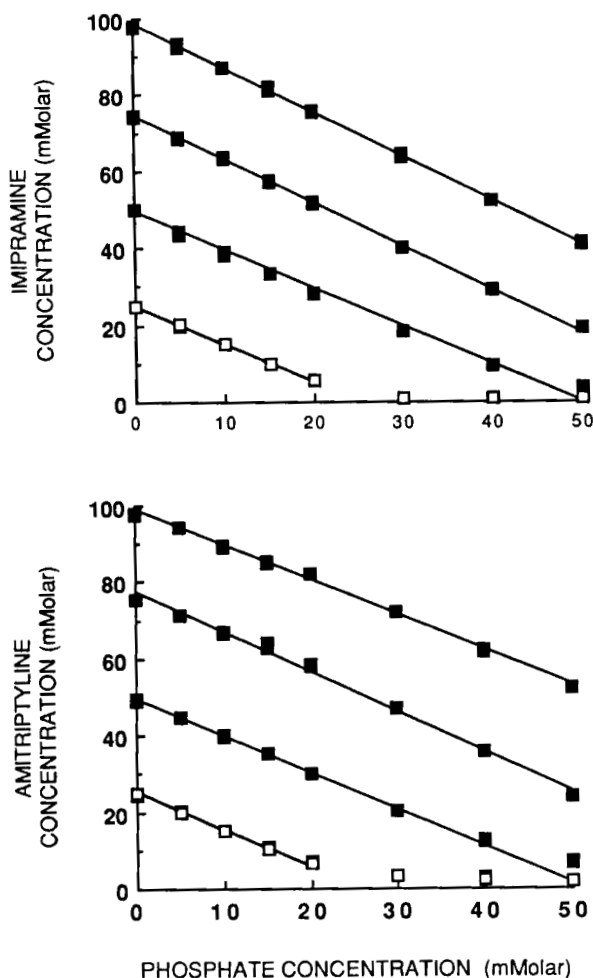 IMIPRAMINE
CONCENTRATION (mMolar)
100
80
60
40
20
0
0 10 20 30 40 50
AMITRIPTYLINE
CONCENTRATION (mMolar)
100
80
60
40
20
0
0 10 20 30 40 50
PHOSPHATE CONCENTRATION (mMolar)